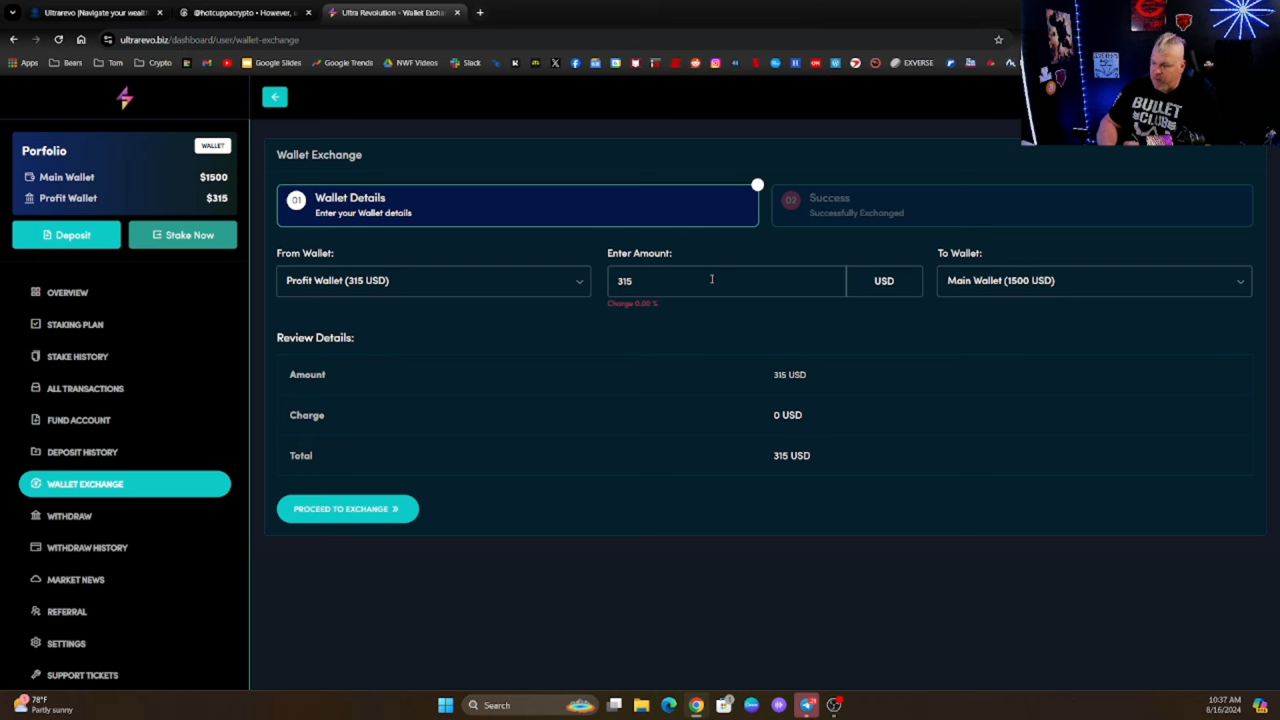 Ultrarevo |Navigate your wealt
@hotcuppacrypto • However, u
Ultra Revolution - Wallet Exchan
ultrarevo.biz/dashboard/user/wallet-exchange
Apps
Bears
Tom
Crypto
Google Slides
Google Trends
NWF Videos
Slack
EXVERSE
BULLET
CLUB
Porfolio
WALLET
Main Wallet
$1500
Profit Wallet
$315
Deposit
Stake Now
OVERVIEW
STAKING PLAN
STAKE HISTORY
ALL TRANSACTIONS
FUND ACCOUNT
DEPOSIT HISTORY
WALLET EXCHANGE
WITHDRAW
WITHDRAW HISTORY
MARKET NEWS
REFERRAL
SETTINGS
SUPPORT TICKETS
Wallet Exchange
01
Wallet Details
Enter your Wallet details
02
Success
Successfully Exchanged
From Wallet:
Enter Amount:
To Wallet:
Profit Wallet (315 USD)
315
USD
Main Wallet (1500 USD)
Charge 0.00 %
Review Details:
Amount
315 USD
Charge
0 USD
Total
315 USD
PROCEED TO EXCHANGE »
78°F
Partly sunny
Search
10:37 AM
8/16/2024